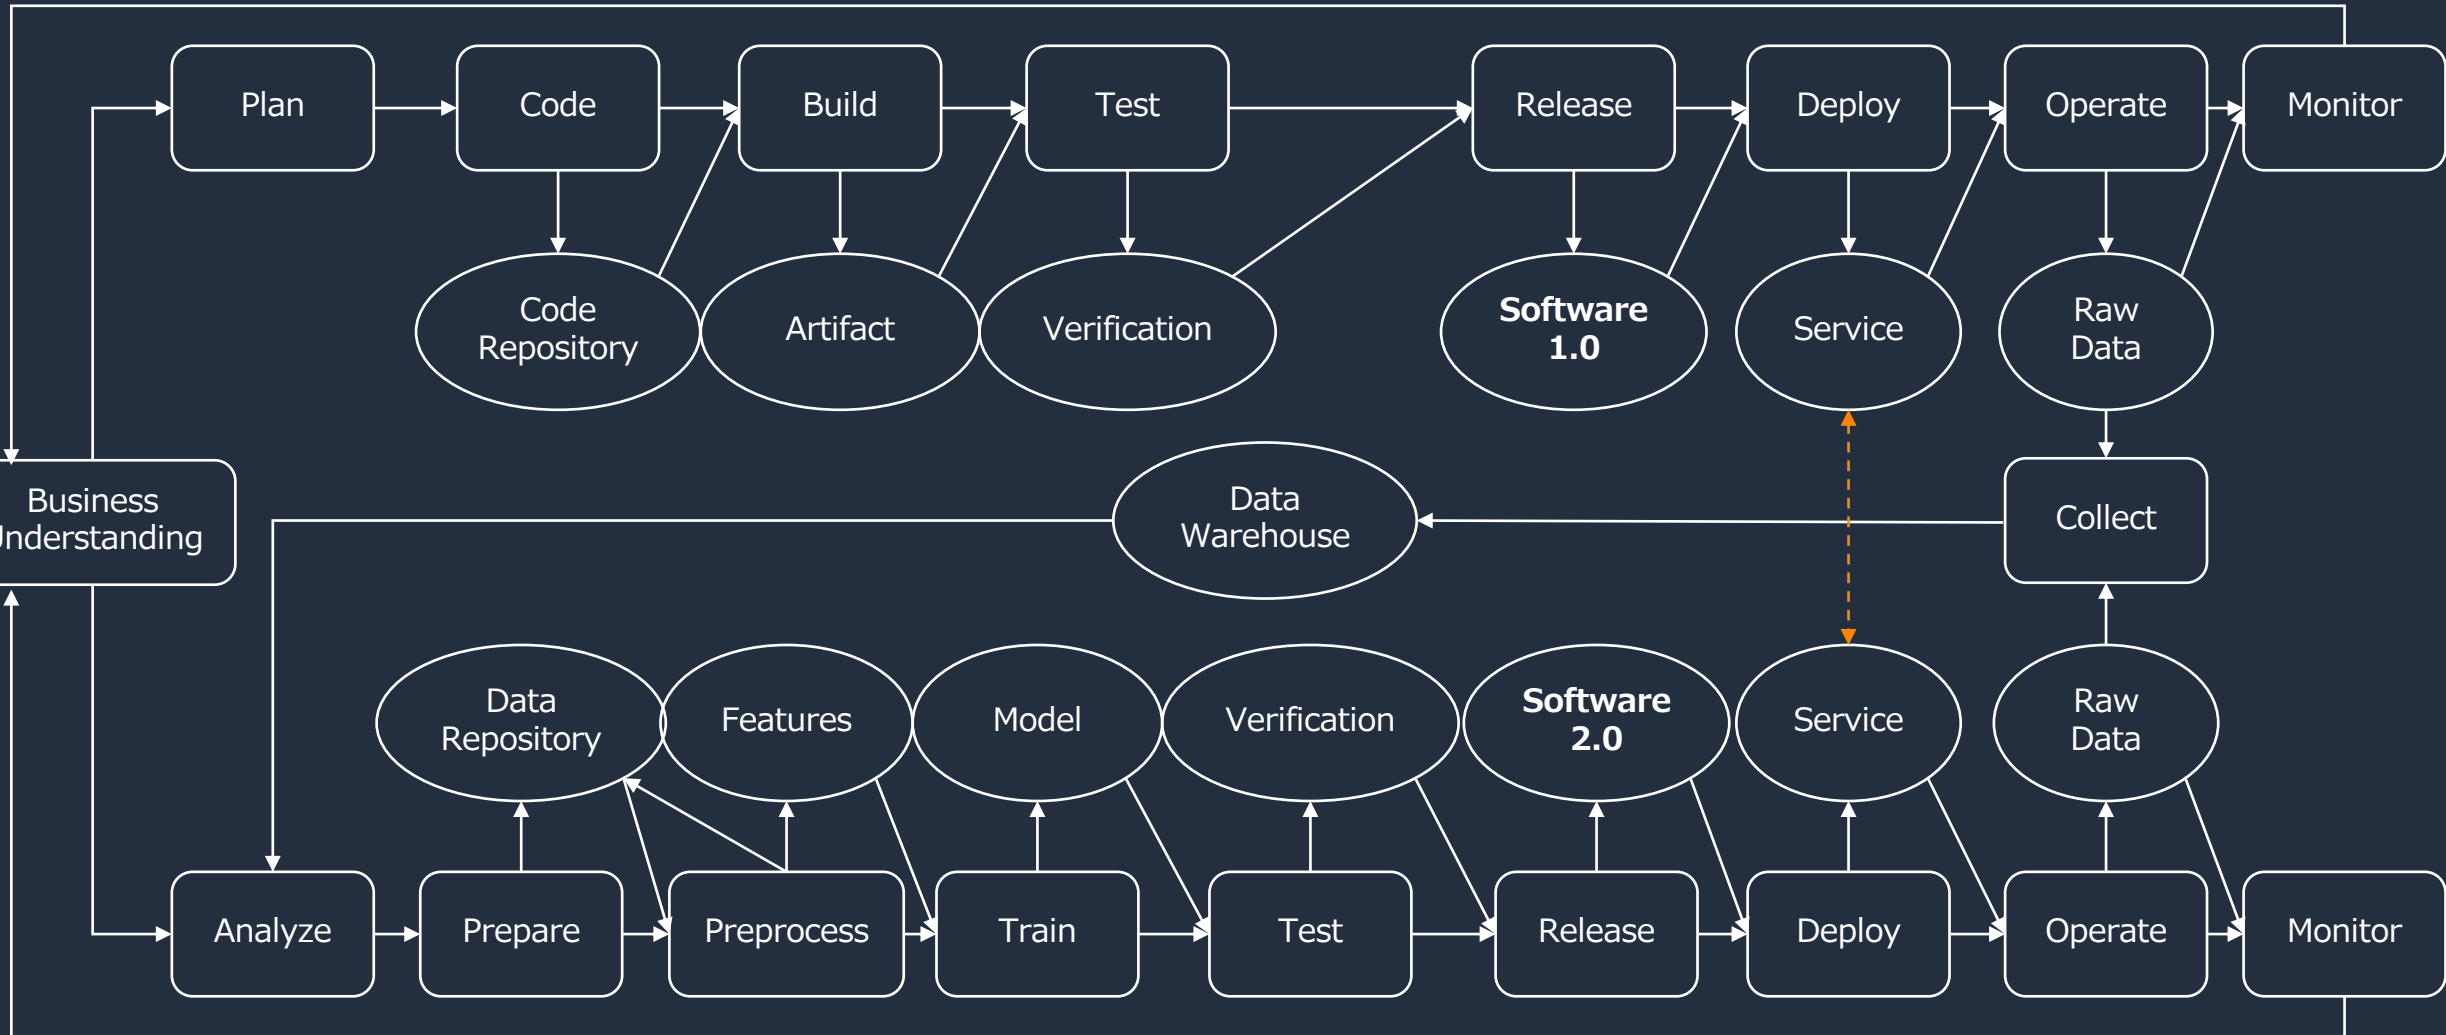 Plan
Code
Build
Test
Release
Deploy
Operate
Monitor
Code
Repository
Artifact
Verification
Software
1.0
Service
Raw
Data
Business
Understanding
Data
Warehouse
Collect
Data
Repository
Features
Model
Verification
Software
2.0
Service
Raw
Data
Analyze
Prepare
Preprocess
Train
Test
Release
Deploy
Operate
Monitor